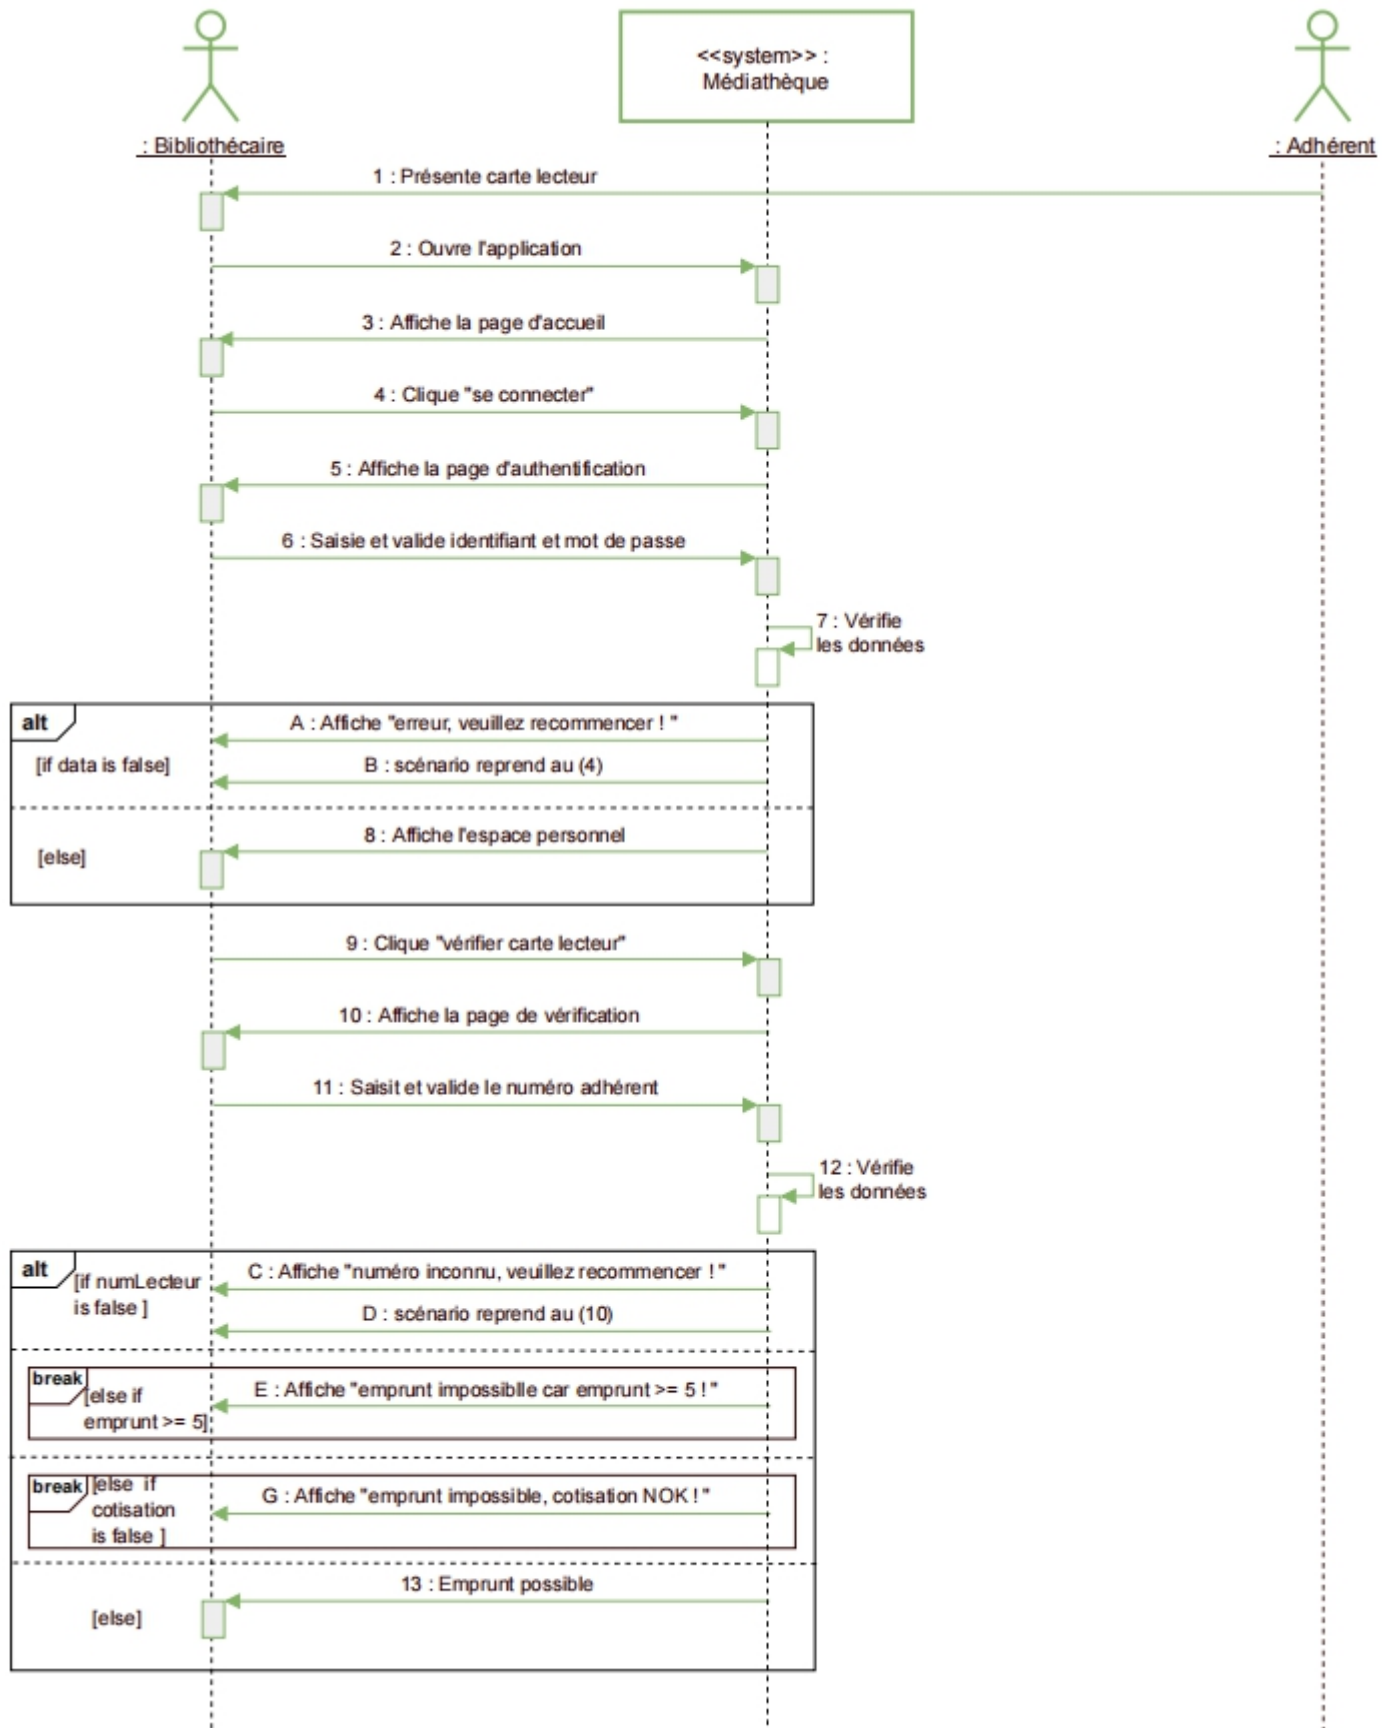 <<system>> :
Médiathèque
: Bibliothécaire
: Adhérent
1 : Présente carte lecteur
2 : Ouvre l'application
3 : Affiche la page d'accueil
4 : Clique "se connecter"
5 : Affiche la page d'authentification
6 : Saisie et valide identifiant et mot de passe
7 : Vérifie
les données
alt
A : Affiche "erreur, veuillez recommencer ! "
[if data is false]
B : scénario reprend au (4)
8 : Affiche l'espace personnel
[else]
9 : Clique "vérifier carte lecteur"
10 : Affiche la page de vérification
11 : Saisit et valide le numéro adhérent
12 : Vérifie
les données
alt
[if numLecteur
is false ]
C : Affiche "numéro inconnu, veuillez recommencer ! "
D : scénario reprend au (10)
break
[else if
emprunt >= 5]
E : Affiche "emprunt impossiblle car emprunt >= 5 ! "
break
[else if
cotisation
is false ]
G : Affiche "emprunt impossible, cotisation NOK ! "
13 : Emprunt possible
[else]